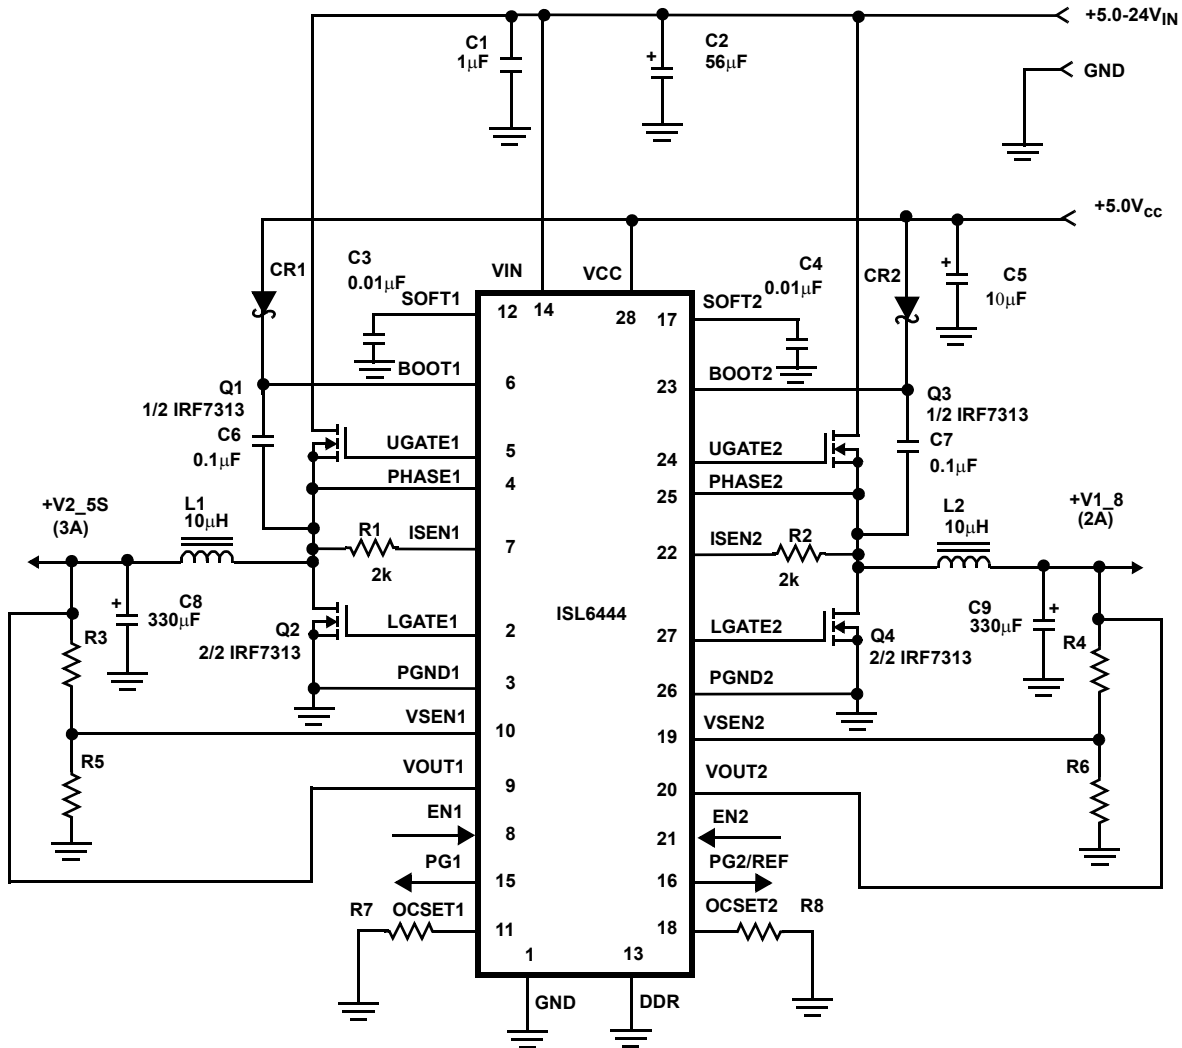 +5.0-24VIN
C1
1μF
C2
56μF
GND
+5.0VCC
C3
0.01μF
VIN
VCC
C4
0.01μF
CR1
CR2
C5
10μF
SOFT1
12
14
28
17
SOFT2
BOOT1
6
23
BOOT2
Q1
1/2 IRF7313
C6
0.1μF
Q3
1/2 IRF7313
C7
0.1μF
UGATE1
5
24
UGATE2
PHASE1
4
25
PHASE2
+V2_5S
(3A)
L1
10μH
R1
2k
ISEN1
7
22
ISEN2
R2
2k
L2
10μH
+V1_8
(2A)
ISL6444
+
C8
330μF
R3
Q2
2/2 IRF7313
LGATE1
2
27
LGATE2
Q4
2/2 IRF7313
C9
330μF
+
R4
PGND1
3
26
PGND2
VSEN1
10
19
VSEN2
R5
R6
VOUT1
9
20
VOUT2
EN1
8
21
EN2
PG1
15
16
PG2/REF
R7
OCSET1
11
18
OCSET2
R8
1
13
GND
DDR
+
+